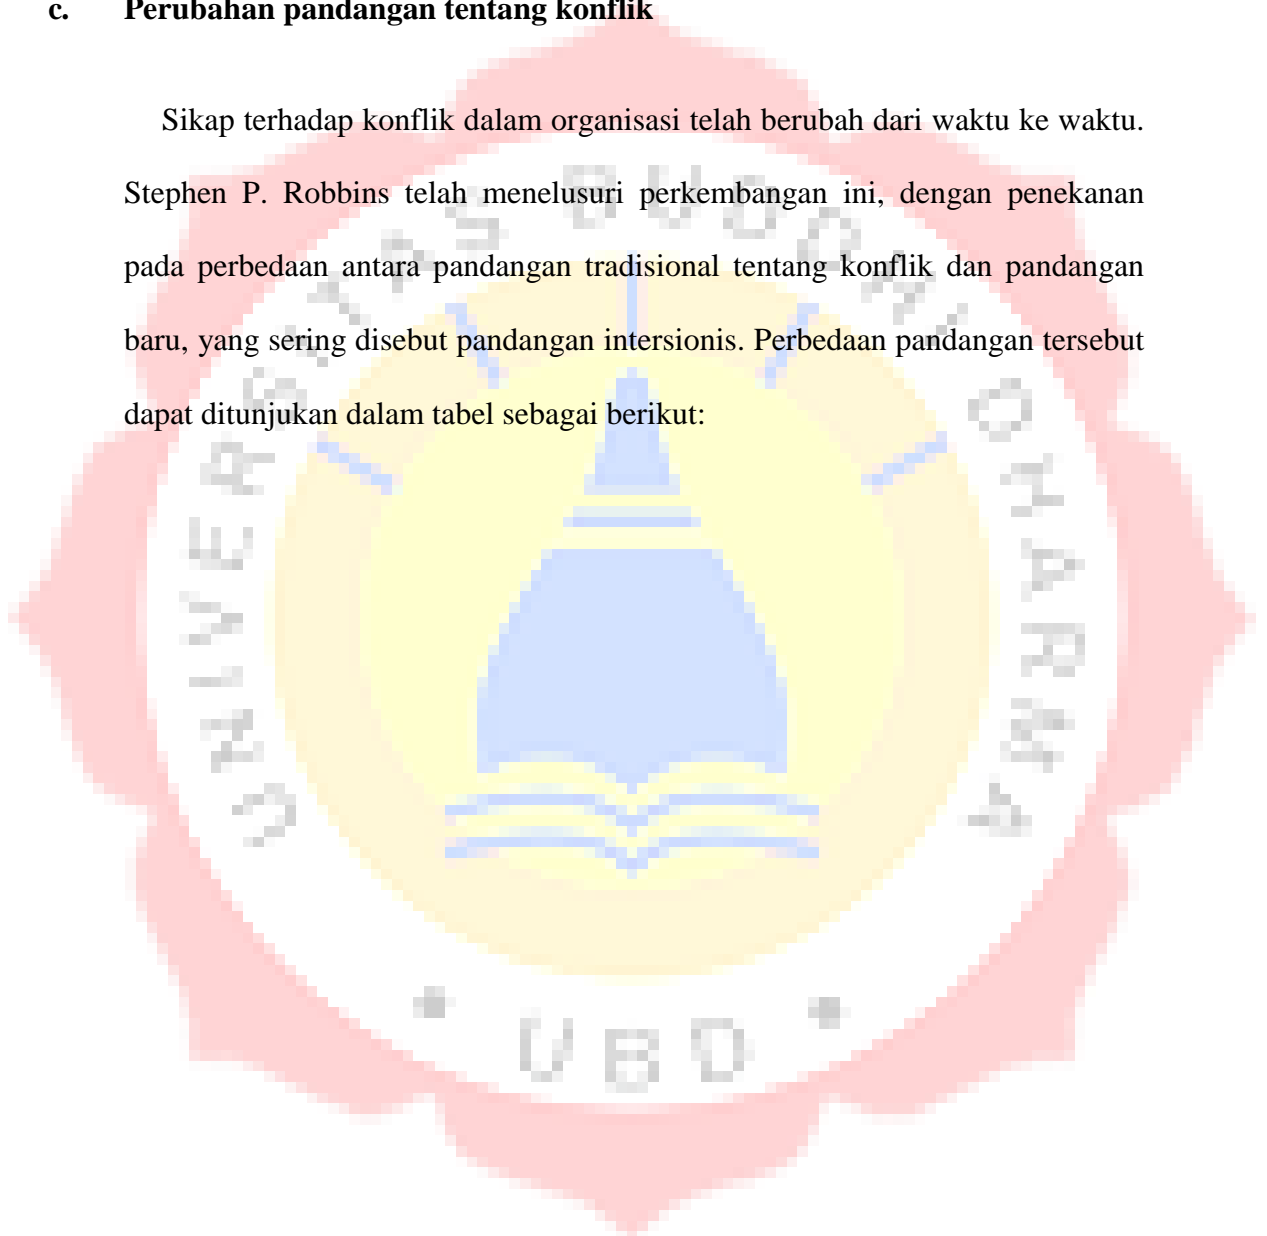 c. Perubahan pandangan tentang konflik
Sikap terhadap konflik dalam organisasi telah berubah dari waktu ke waktu.
Stephen P. Robbins telah menelusuri perkembangan ini, dengan penekanan
pada perbedaan antara pandangan tradisional tentang konflik dan pandangan
baru, yang sering disebut pandangan intersionis. Perbedaan pandangan tersebut
dapat ditunjukan dalam tabel sebagai berikut:
UNIVERSITAS BUDDHI DHARMA
UBD